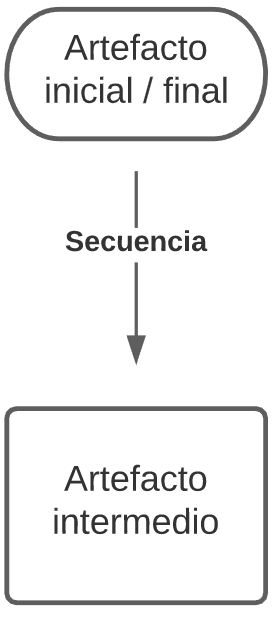 Artefacto
inicial / final
Secuencia
Artefacto
intermedio